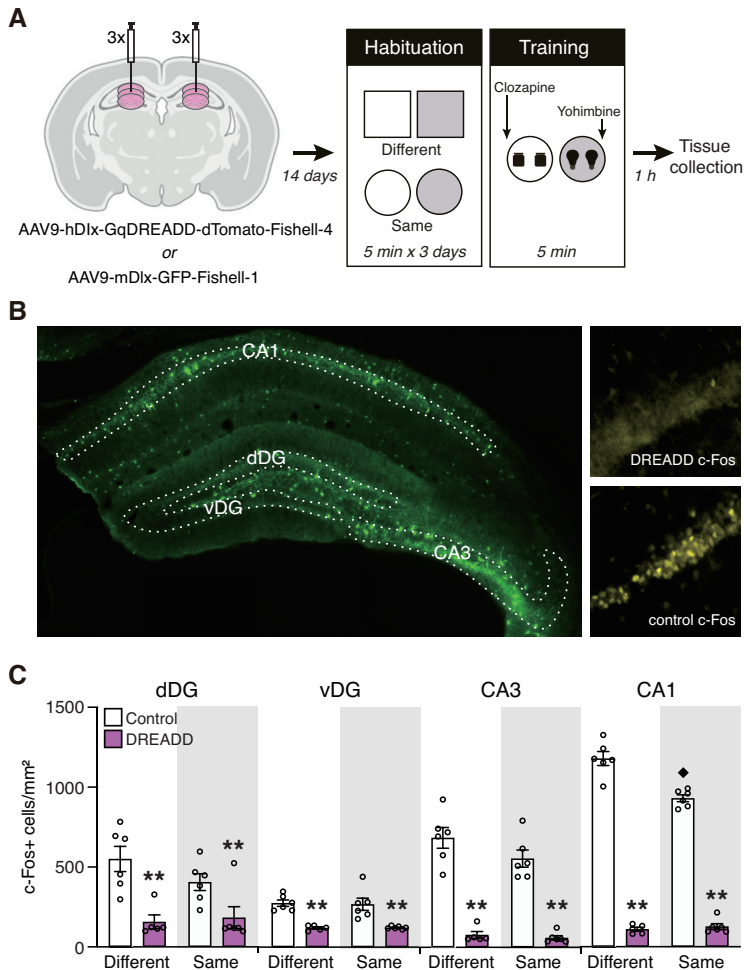 A
3x
3x
AAV9-hDlx-GqDREADD-dTomato-Fishell-4
or
AAV9-mDlx-GFP-Fishell-1
14 days
Habituation
Different
Same
5 min x 3 days
Training
Clozapine
Yohimbine
5 min
1 h
Tissue
collection
B
CA1
dDG
vDG
CA3
DREADD c-Fos
control c-Fos
C
dDG
vDG
CA3
CA1
c-Fos+ cells/mm²
1500
1000
500
0
Control
DREADD
**
**
**
**
**
**
**
**
Different
Same
Different
Same
Different
Same
Different
Same